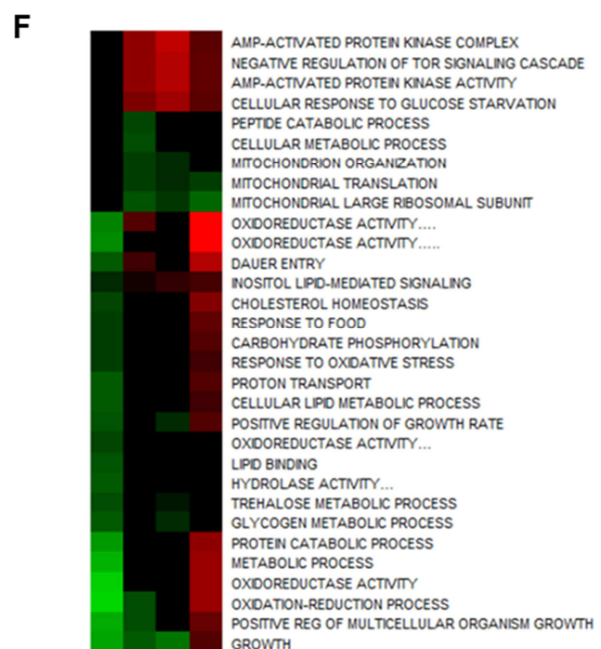 F
AMP-ACTIVATED PROTEIN KINASE COMPLEX
NEGATIVE REGULATION OF TOR SIGNALING CASCADE
AMP-ACTIVATED PROTEIN KINASE ACTIVITY
CELLULAR RESPONSE TO GLUCOSE STARVATION
PEPTIDE CATABOLIC PROCESS
CELLULAR METABOLIC PROCESS
MITOCHONDRION ORGANIZATION
MITOCHONDRIAL TRANSLATION
MITOCHONDRIAL LARGE RIBOSOMAL SUBUNIT
OXIDOREDUCTASE ACTIVITY....
OXIDOREDUCTASE ACTIVITY.....
DAUER ENTRY
INOSITOL LIPID-MEDIATED SIGNALING
CHOLESTEROL HOMEOSTASIS
RESPONSE TO FOOD
CARBOHYDRATE PHOSPHORYLATION
RESPONSE TO OXIDATIVE STRESS
PROTON TRANSPORT
CELLULAR LIPID METABOLIC PROCESS
POSITIVE REGULATION OF GROWTH RATE
OXIDOREDUCTASE ACTIVITY...
LIPID BINDING
HYDROLASE ACTIVITY...
TREHALOSE METABOLIC PROCESS
GLYCOGEN METABOLIC PROCESS
PROTEIN CATABOLIC PROCESS
METABOLIC PROCESS
OXIDOREDUCTASE ACTIVITY
OXIDATION-REDUCTION PROCESS
POSITIVE REG OF MULTICELLULAR ORGANISM GROWTH
GROWTH